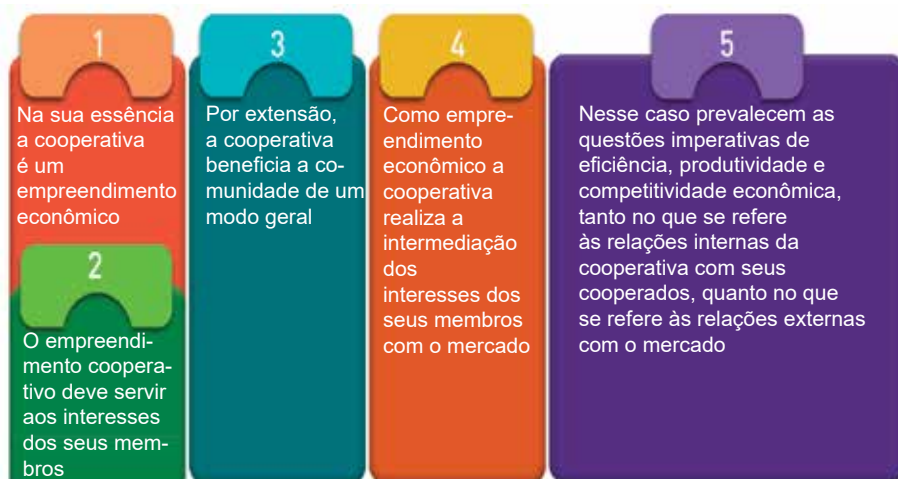 1
Na sua essência
a cooperativa
é um
empreendimento
econômico
2
O empreendi-
mento coopera-
tivo deve servir
aos interesses
dos seus mem-
bros
3
Por extensão,
a cooperativa
beneficia a co-
munidade de um
modo geral
4
Como empre-
endimento
econômico a
cooperativa
realiza a
intermediação
dos
interesses dos
seus membros
com o mercado
5
Nesse caso prevalecem as
questões imperativas de
eficiência, produtividade e
competitividade econômica,
tanto no que se refere
às relações internas da
cooperativa com seus
cooperados, quanto no que
se refere às relações externas
com o mercado